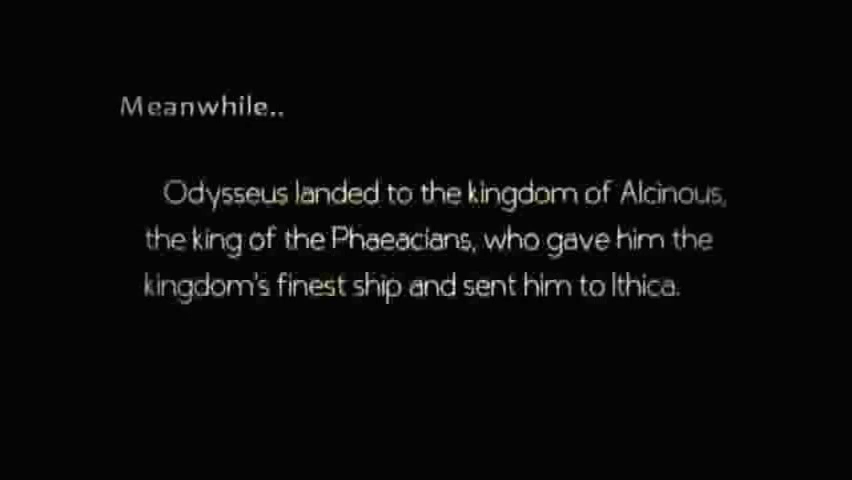 Meanwhile..
Odysseus landed to the kingdom of Alcinous,
the king of the Phaeacians, who gave him the
kingdom's finest ship and sent him to Ithica.